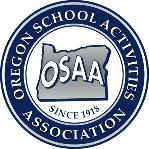 OREGON SCHOOL ACTIVITIES
OSAA
SINCE 1918
ASSOCIATION